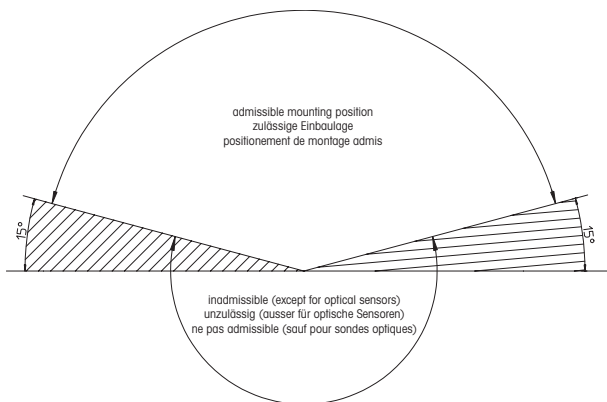 admissible mounting position
zulässige Einbaulage
positionement de montage admis
15°
15°
inadmissible (except for optical sensors)
unzulässig (ausser für optische Sensoren)
ne pas admissible (sauf pour sondes optiques)